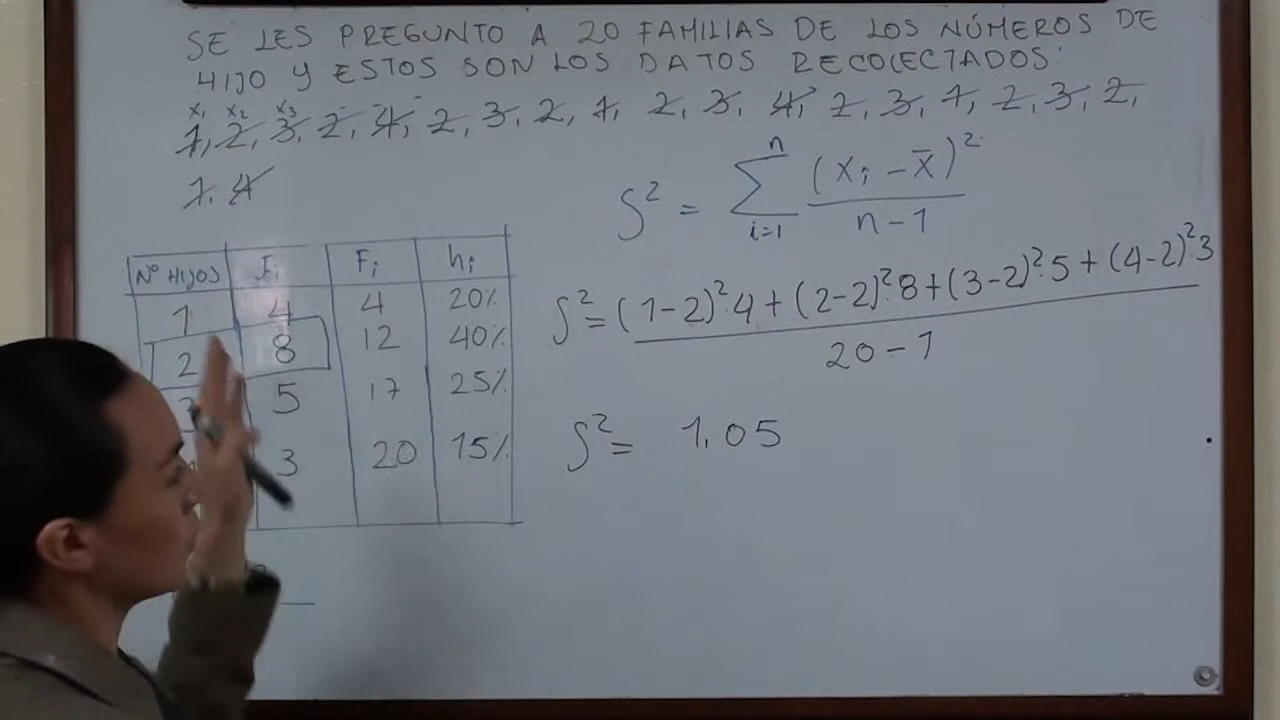 SE LES PREGUNTO A 20 FAMILIAS DE LOS NÚMEROS DE
HIJO Y ESTOS SON LOS DATOS RECOLECTADOS:
x₁ x₂ x₃
1, 2, 3, 2, 4, 2, 3, 2, 1, 2, 3, 4, 2, 3, 1, 2, 3, 2,
1, 4
S² = Σ (xᵢ - x̄)² / n-1
n
i=1
N° HIJOS fᵢ Fᵢ hᵢ
1 4 4 20%
2 8 12 40%
5 17 25%
3 20 15%
S² = (1-2)²·4 + (2-2)²·8 + (3-2)²·5 + (4-2)²·3
20-1
S² = 1.05